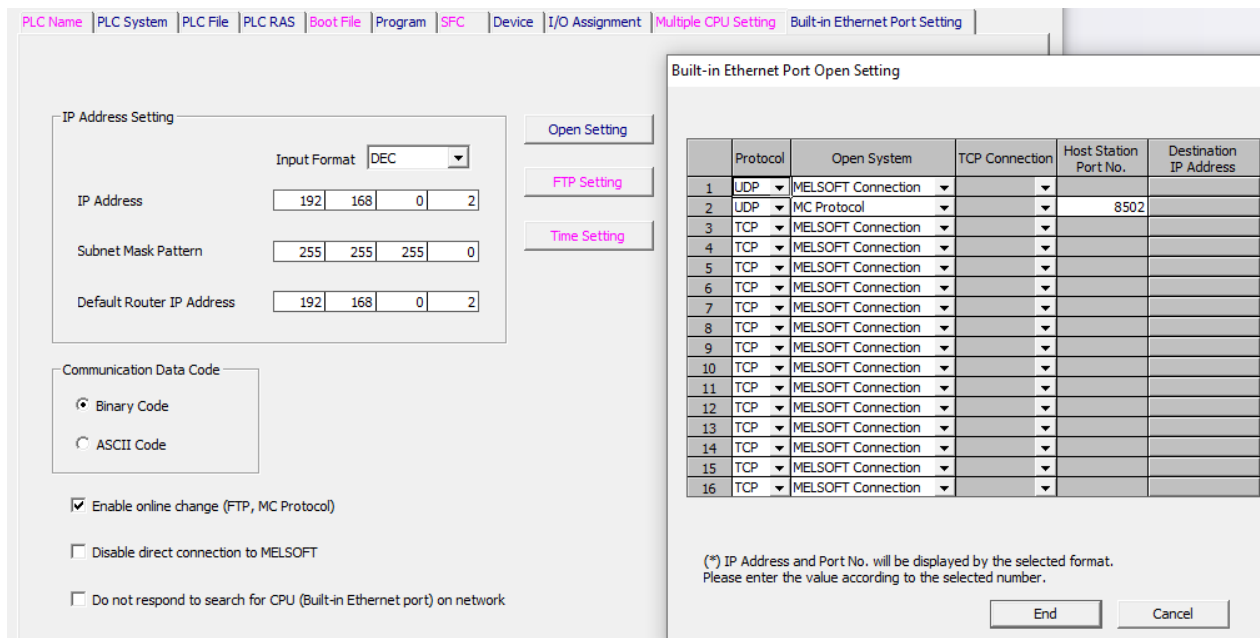 PLC Name PLC System PLC File PLC RAS Boot File Program SFC Device I/O Assignment Multiple CPU Setting Built-in Ethernet Port Setting
IP Address Setting
Input Format DEC
IP Address 192 168 0 2
Subnet Mask Pattern 255 255 255 0
Default Router IP Address 192 168 0 2
Open Setting
FTP Setting
Time Setting
Communication Data Code
Binary Code
ASCII Code
Enable online change (FTP, MC Protocol)
Disable direct connection to MELSOFT
Do not respond to search for CPU (Built-in Ethernet port) on network
Built-in Ethernet Port Open Setting
Protocol Open System TCP Connection Host Station Port No. Destination IP Address
1 UDP MELSOFT Connection
2 UDP MC Protocol 8502
3 TCP MELSOFT Connection
4 TCP MELSOFT Connection
5 TCP MELSOFT Connection
6 TCP MELSOFT Connection
7 TCP MELSOFT Connection
8 TCP MELSOFT Connection
9 TCP MELSOFT Connection
10 TCP MELSOFT Connection
11 TCP MELSOFT Connection
12 TCP MELSOFT Connection
13 TCP MELSOFT Connection
14 TCP MELSOFT Connection
15 TCP MELSOFT Connection
16 TCP MELSOFT Connection
(*) IP Address and Port No. will be displayed by the selected format.
Please enter the value according to the selected number.
End Cancel